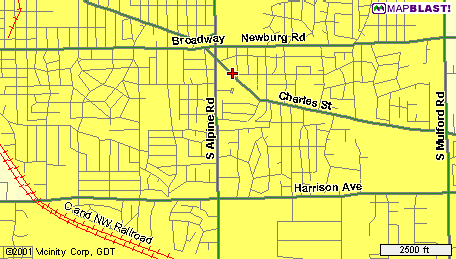 MAPBLAST!
Broadway
Newburg Rd
Charles St
S Alpine Rd
S Mulford Rd
Harrison Ave
C and NW Railroad
©2001 Vicinity Corp, GDT
2500 ft